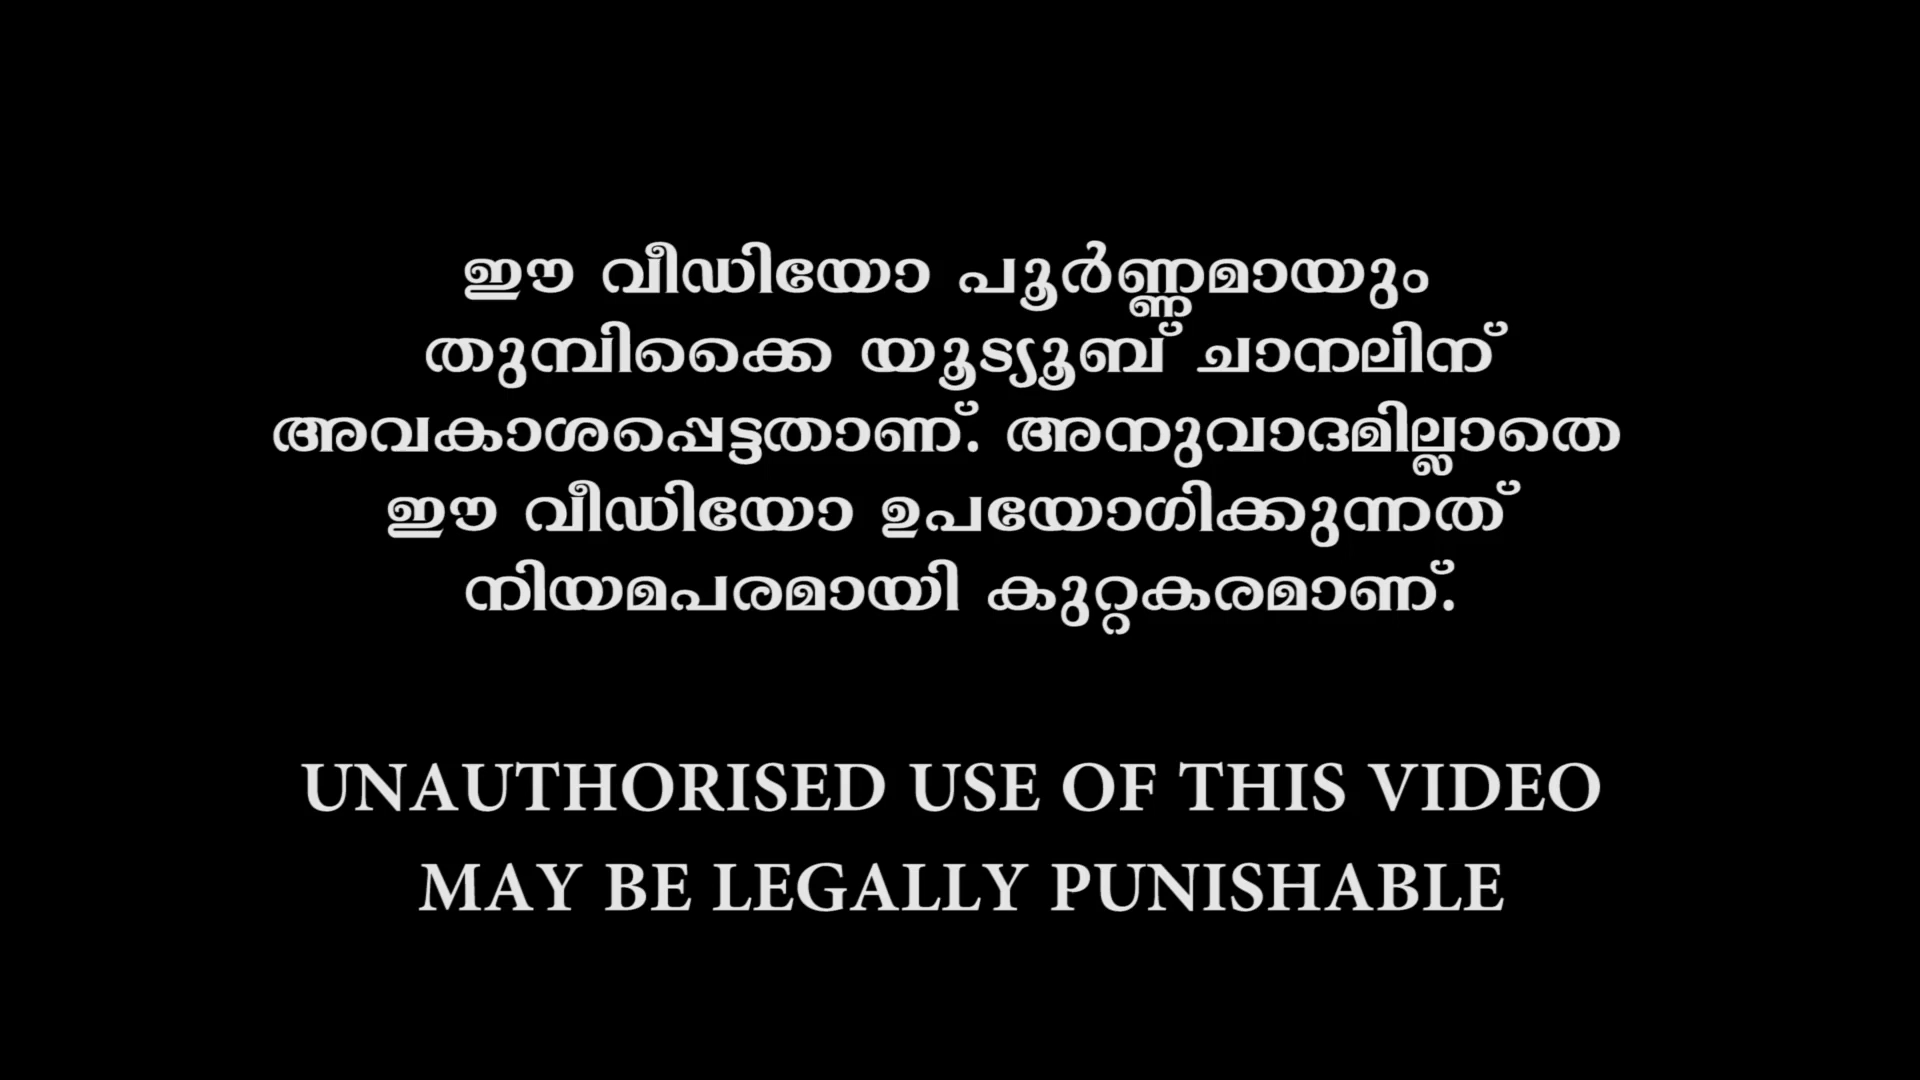 ഈ വീഡിയോ പൂർണ്ണമായും
തുമ്പിക്കൈ യൂട്യൂബ് ചാനലിന്
അവകാശപ്പെട്ടതാണ്. അനുവാദമില്ലാതെ
ഈ വീഡിയോ ഉപയോഗിക്കുന്നത്
നിയമപരമായി കുറ്റകരമാണ്.
UNAUTHORISED USE OF THIS VIDEO
MAY BE LEGALLY PUNISHABLE